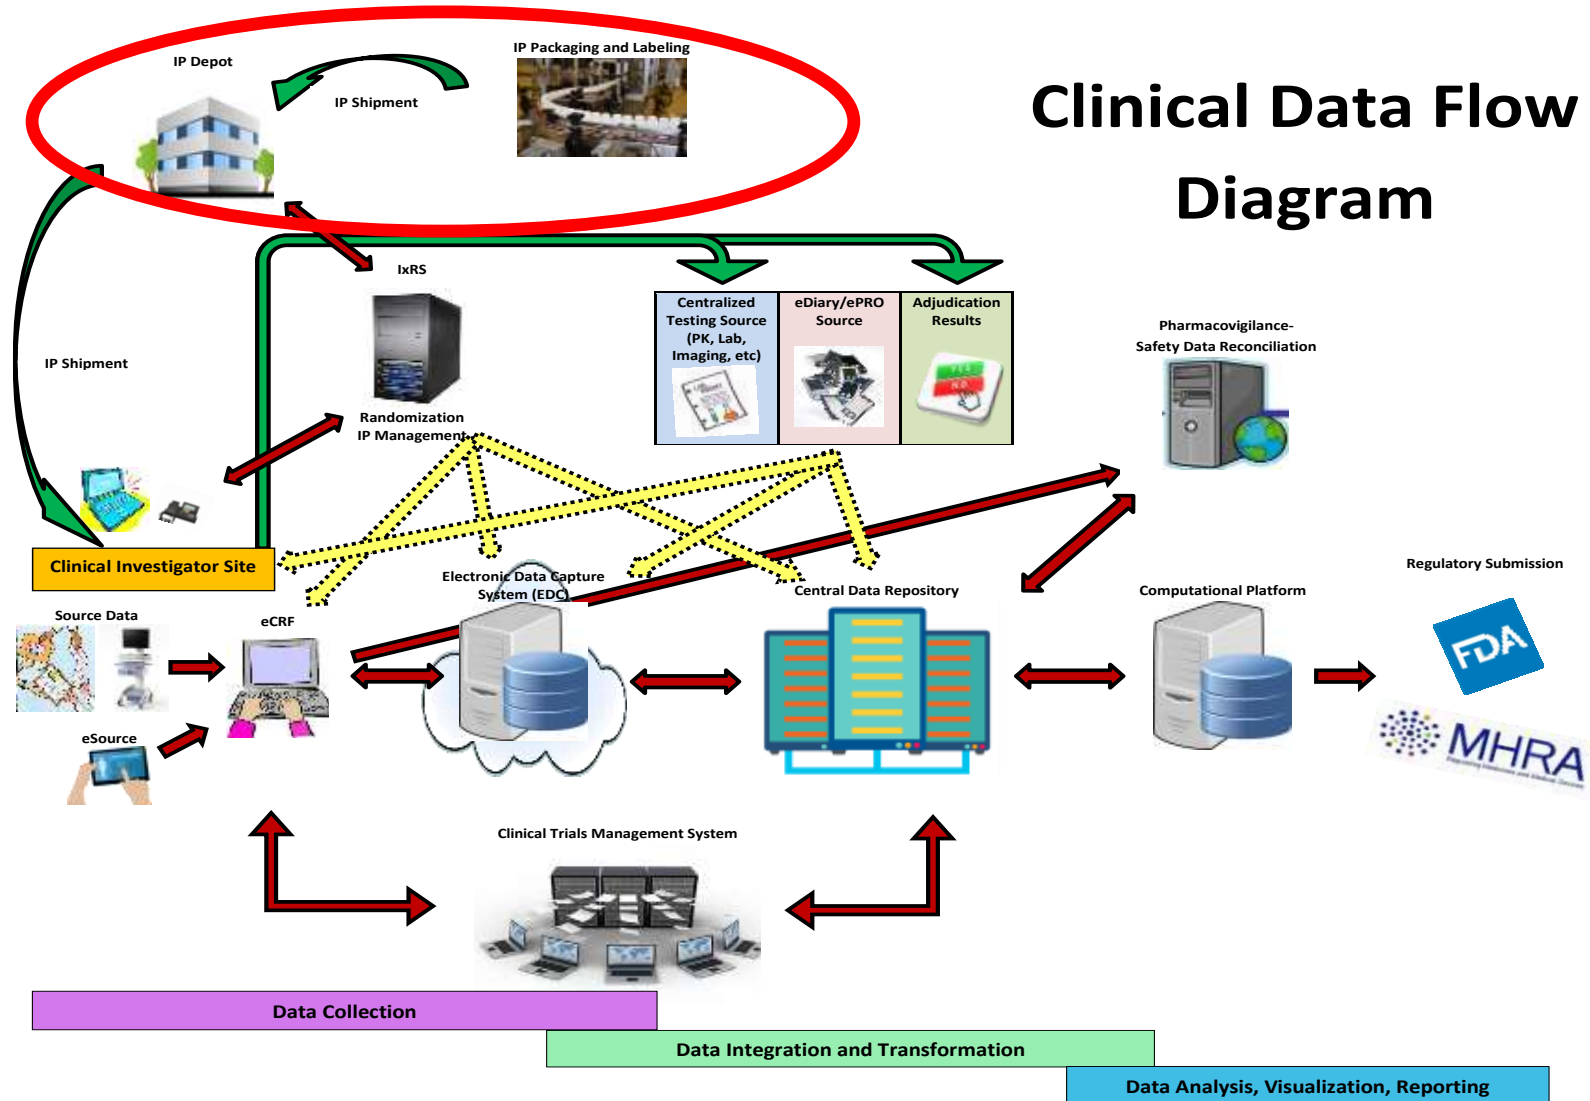 Clinical Data Flow
Diagram
IP Depot
IP Packaging and Labeling
IP Shipment
IxRS
IP Shipment
Randomization
IP Management
Centralized
Testing Source
(PK, Lab,
Imaging, etc)
eDiary/ePRO
Source
Adjudication
Results
YES
NO
Pharmacovigilance-
Safety Data Reconciliation
Clinical Investigator Site
Source Data
eCRF
eSource
Electronic Data Capture
System (EDC)
Central Data Repository
Computational Platform
Regulatory Submission
FDA
MHRA
Clinical Trials Management System
Data Collection
Data Integration and Transformation
Data Analysis, Visualization, Reporting